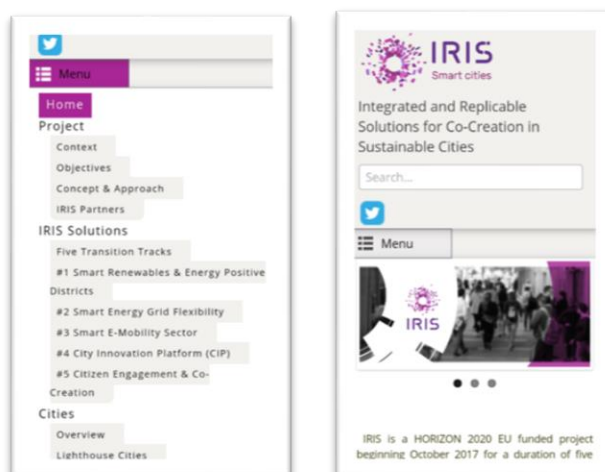 Menu
Home
Project
Context
Objectives
Concept & Approach
IRIS Partners
IRIS Solutions
Five Transition Tracks
#1 Smart Renewables & Energy Positive
Districts
#2 Smart Energy Grid Flexibility
#3 Smart E-Mobility Sector
#4 City Innovation Platform (CIP)
#5 Citizen Engagement & Co-
Creation
Cities
Overview
Lighthouse Cities
IRIS
Smart cities
Integrated and Replicable
Solutions for Co-Creation in
Sustainable Cities
Search...
Menu
IRIS
IRIS is a HORIZON 2020 EU funded project
beginning October 2017 for a duration of five